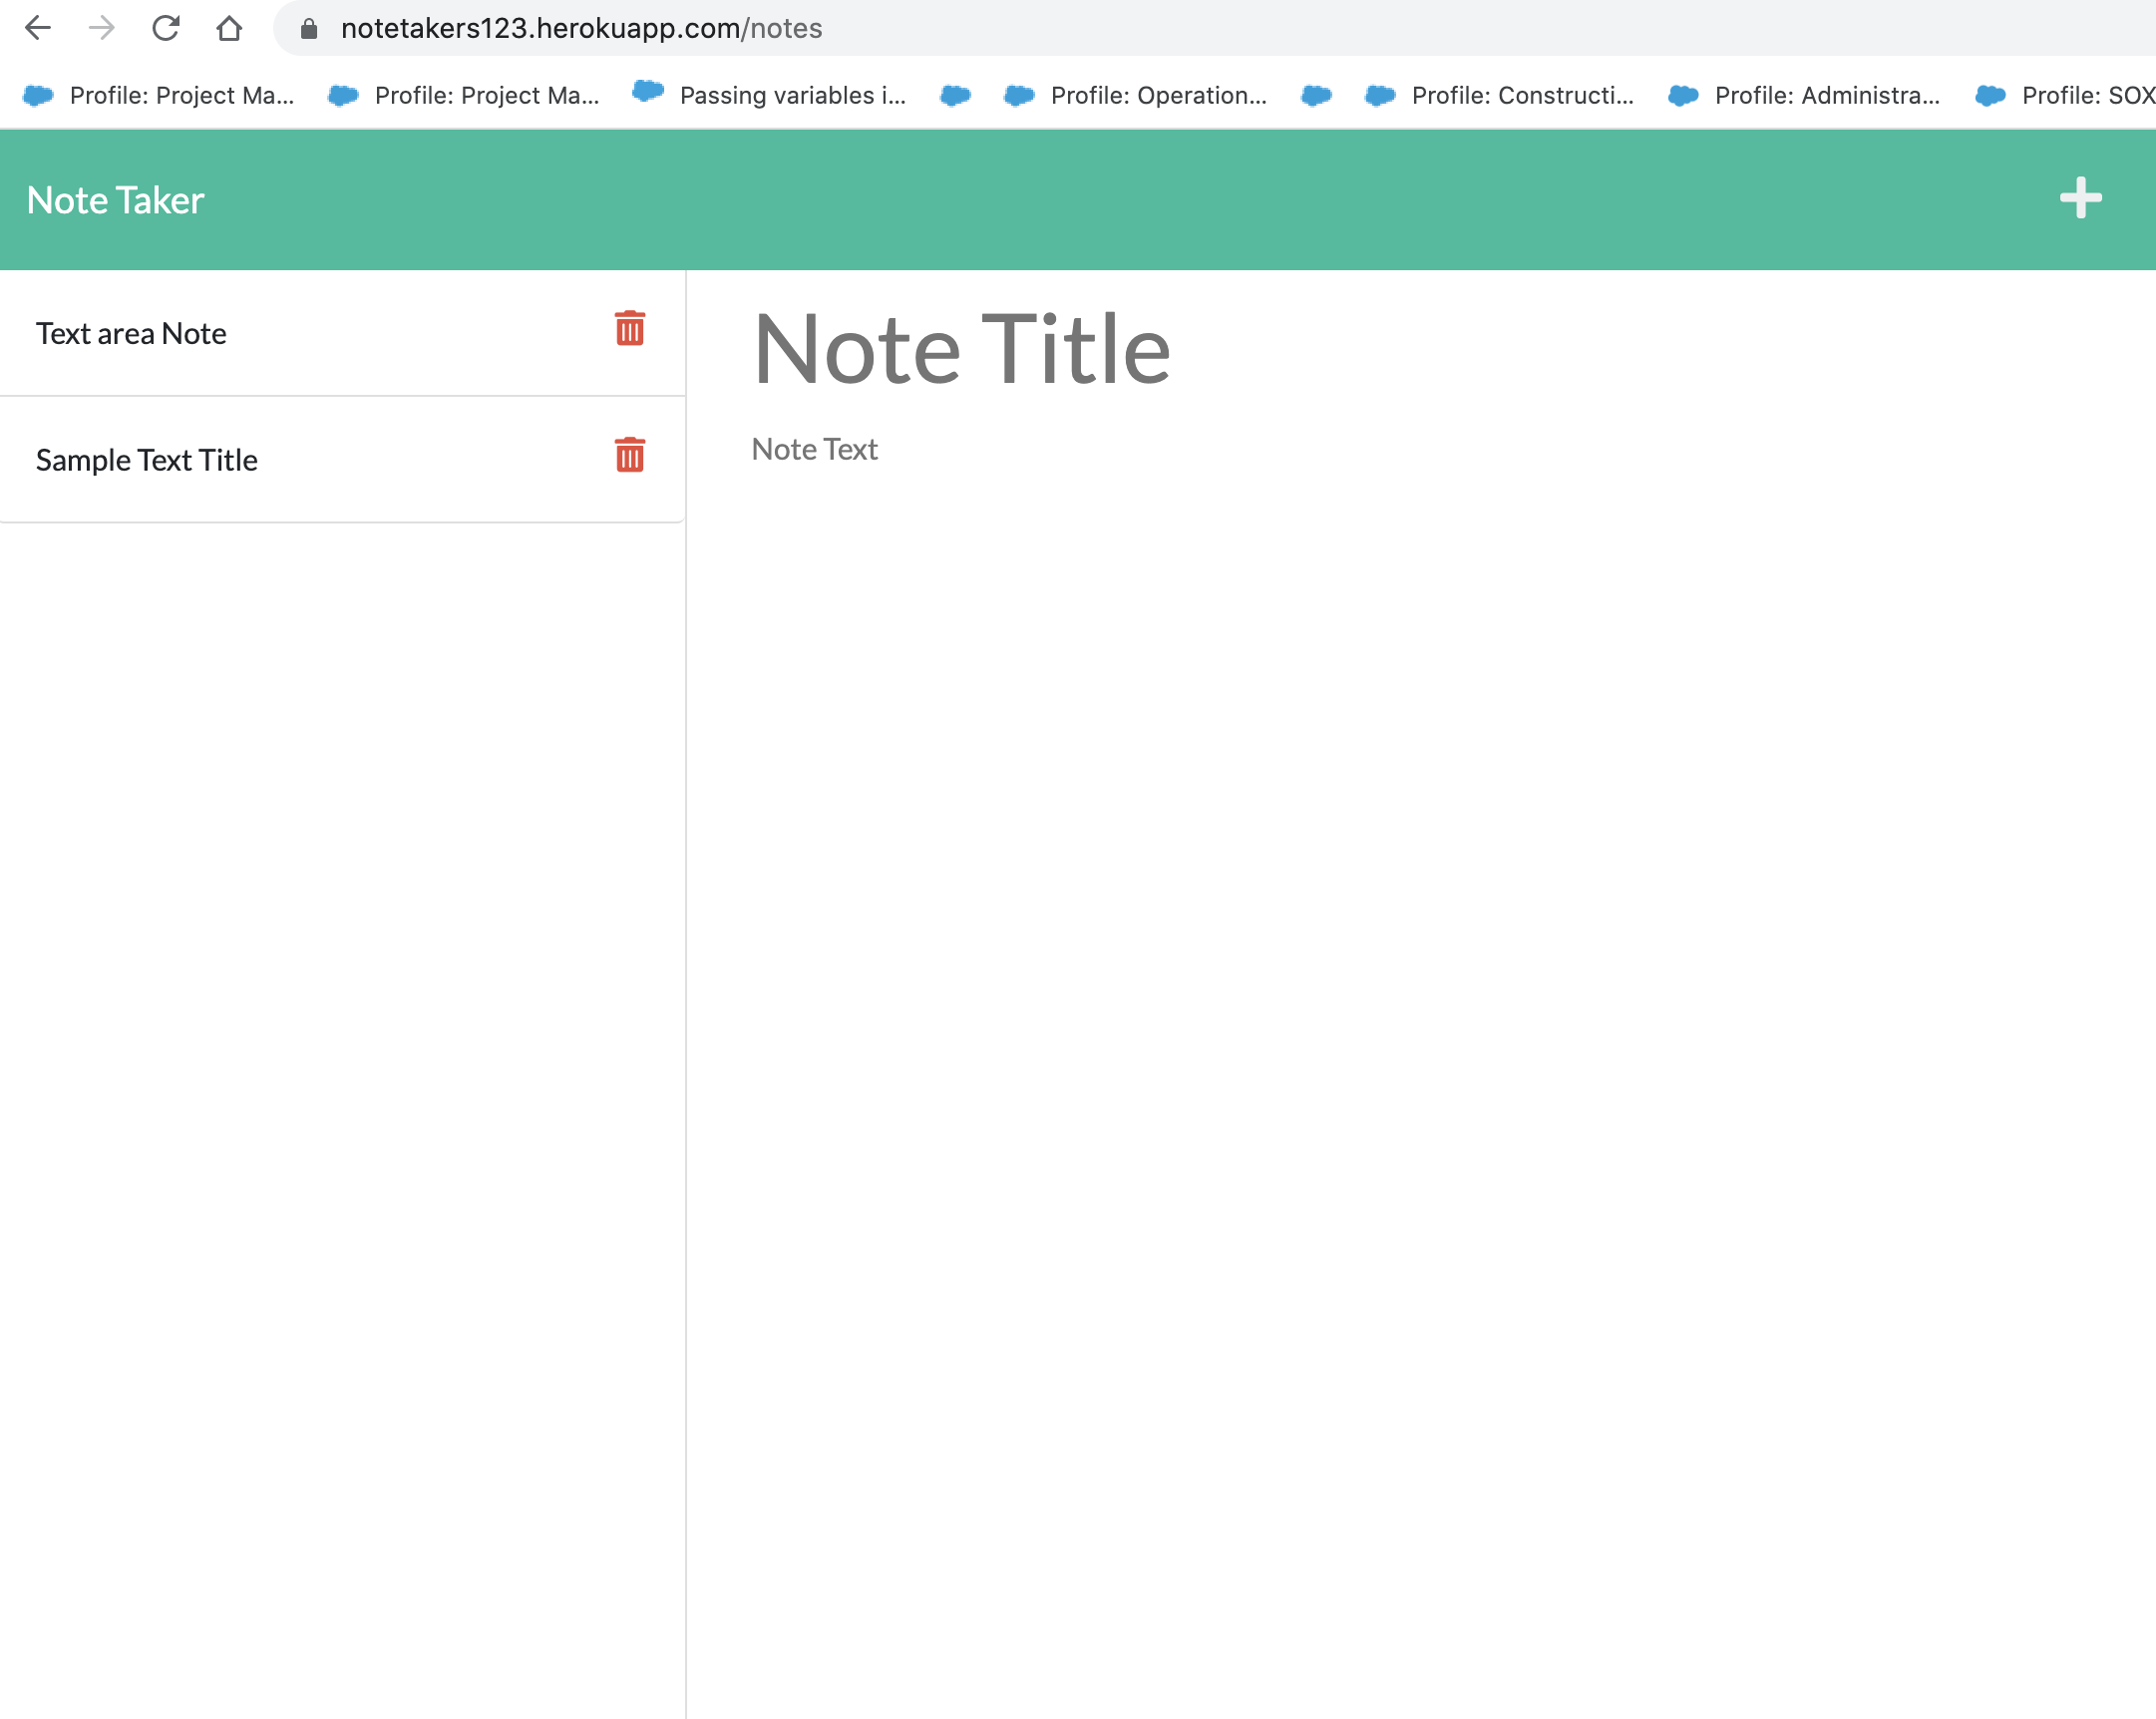 notetakers123.herokuapp.com/notes
Profile: Project Ma... Profile: Project Ma... Passing variables i... Profile: Operation... Profile: Constructi... Profile: Administra... Profile: SOX
Note Taker
Text area Note
Sample Text Title
Note Title
Note Text